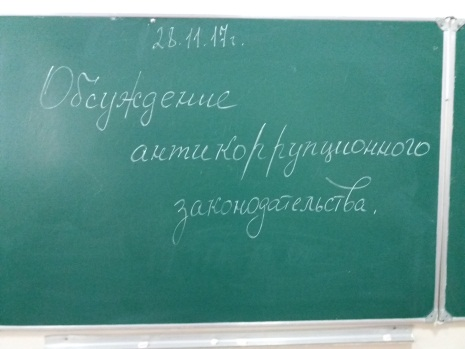 28.11.17г.
Обсуждение
антикоррупционного
законодательства.